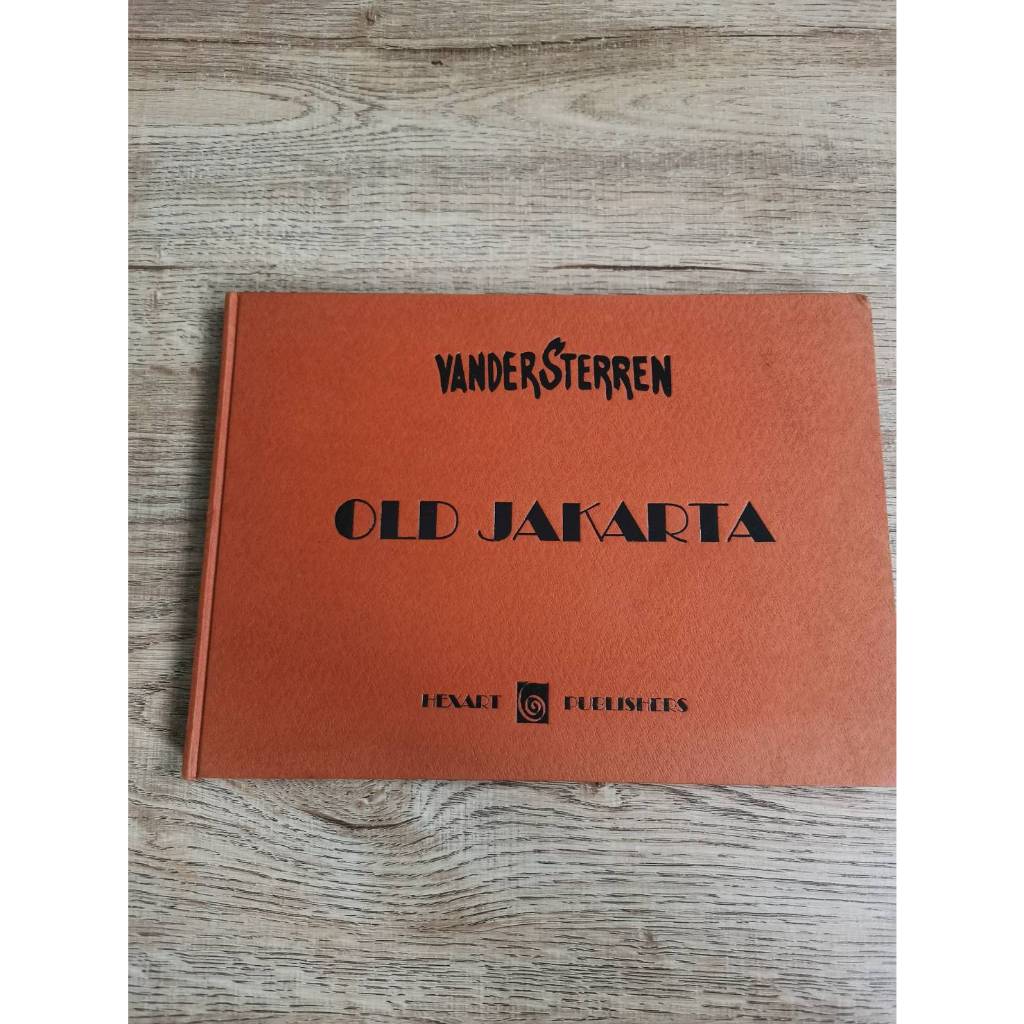 VANDERSTERREN
OLD JAKARTA
HEXART PUBLISHERS